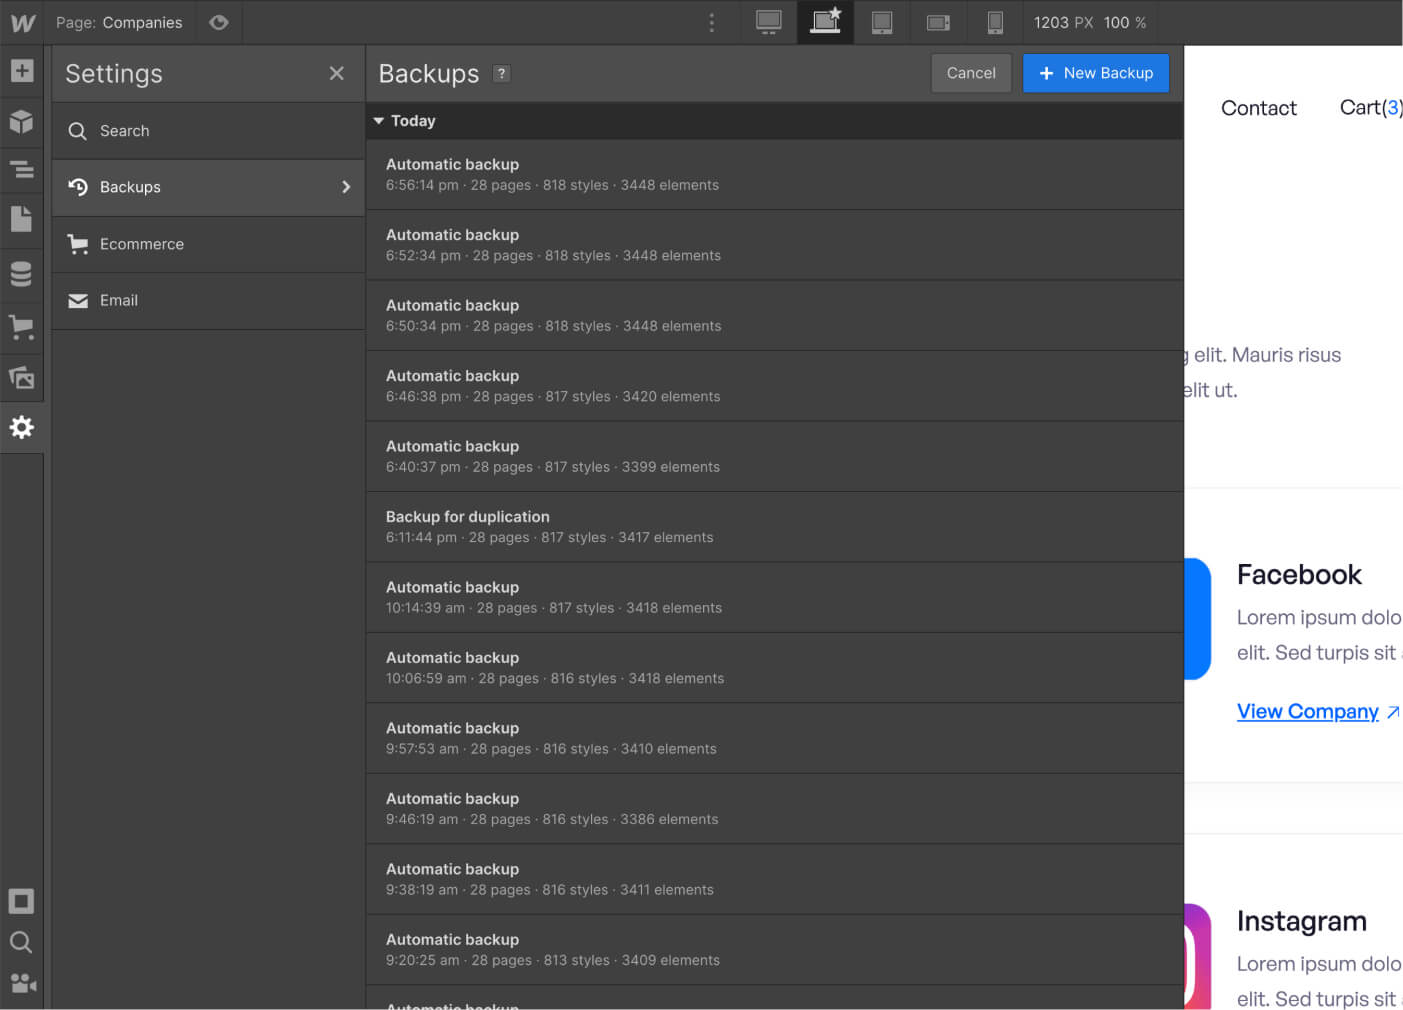 Page: Companies
1203 PX 100 %
Settings
Search
Backups
Ecommerce
Email
Backups ?
Cancel
New Backup
Today
Automatic backup
6:56:14 pm · 28 pages · 818 styles · 3448 elements
Automatic backup
6:52:34 pm · 28 pages · 818 styles · 3448 elements
Automatic backup
6:50:34 pm · 28 pages · 818 styles · 3448 elements
Automatic backup
6:46:38 pm · 28 pages · 817 styles · 3420 elements
Automatic backup
6:40:37 pm · 28 pages · 817 styles · 3399 elements
Backup for duplication
6:11:44 pm · 28 pages · 817 styles · 3417 elements
Automatic backup
10:14:39 am · 28 pages · 817 styles · 3418 elements
Automatic backup
10:06:59 am · 28 pages · 816 styles · 3418 elements
Automatic backup
9:57:53 am · 28 pages · 816 styles · 3410 elements
Automatic backup
9:46:19 am · 28 pages · 816 styles · 3386 elements
Automatic backup
9:38:19 am · 28 pages · 816 styles · 3411 elements
Automatic backup
9:20:25 am · 28 pages · 813 styles · 3409 elements
Automatic backup
Contact
Cart(3)
elit. Mauris risus
elit ut.
Facebook
Lorem ipsum dolo
elit. Sed turpis sit
View Company
Instagram
Lorem ipsum dolo
elit. Sed turpis sit